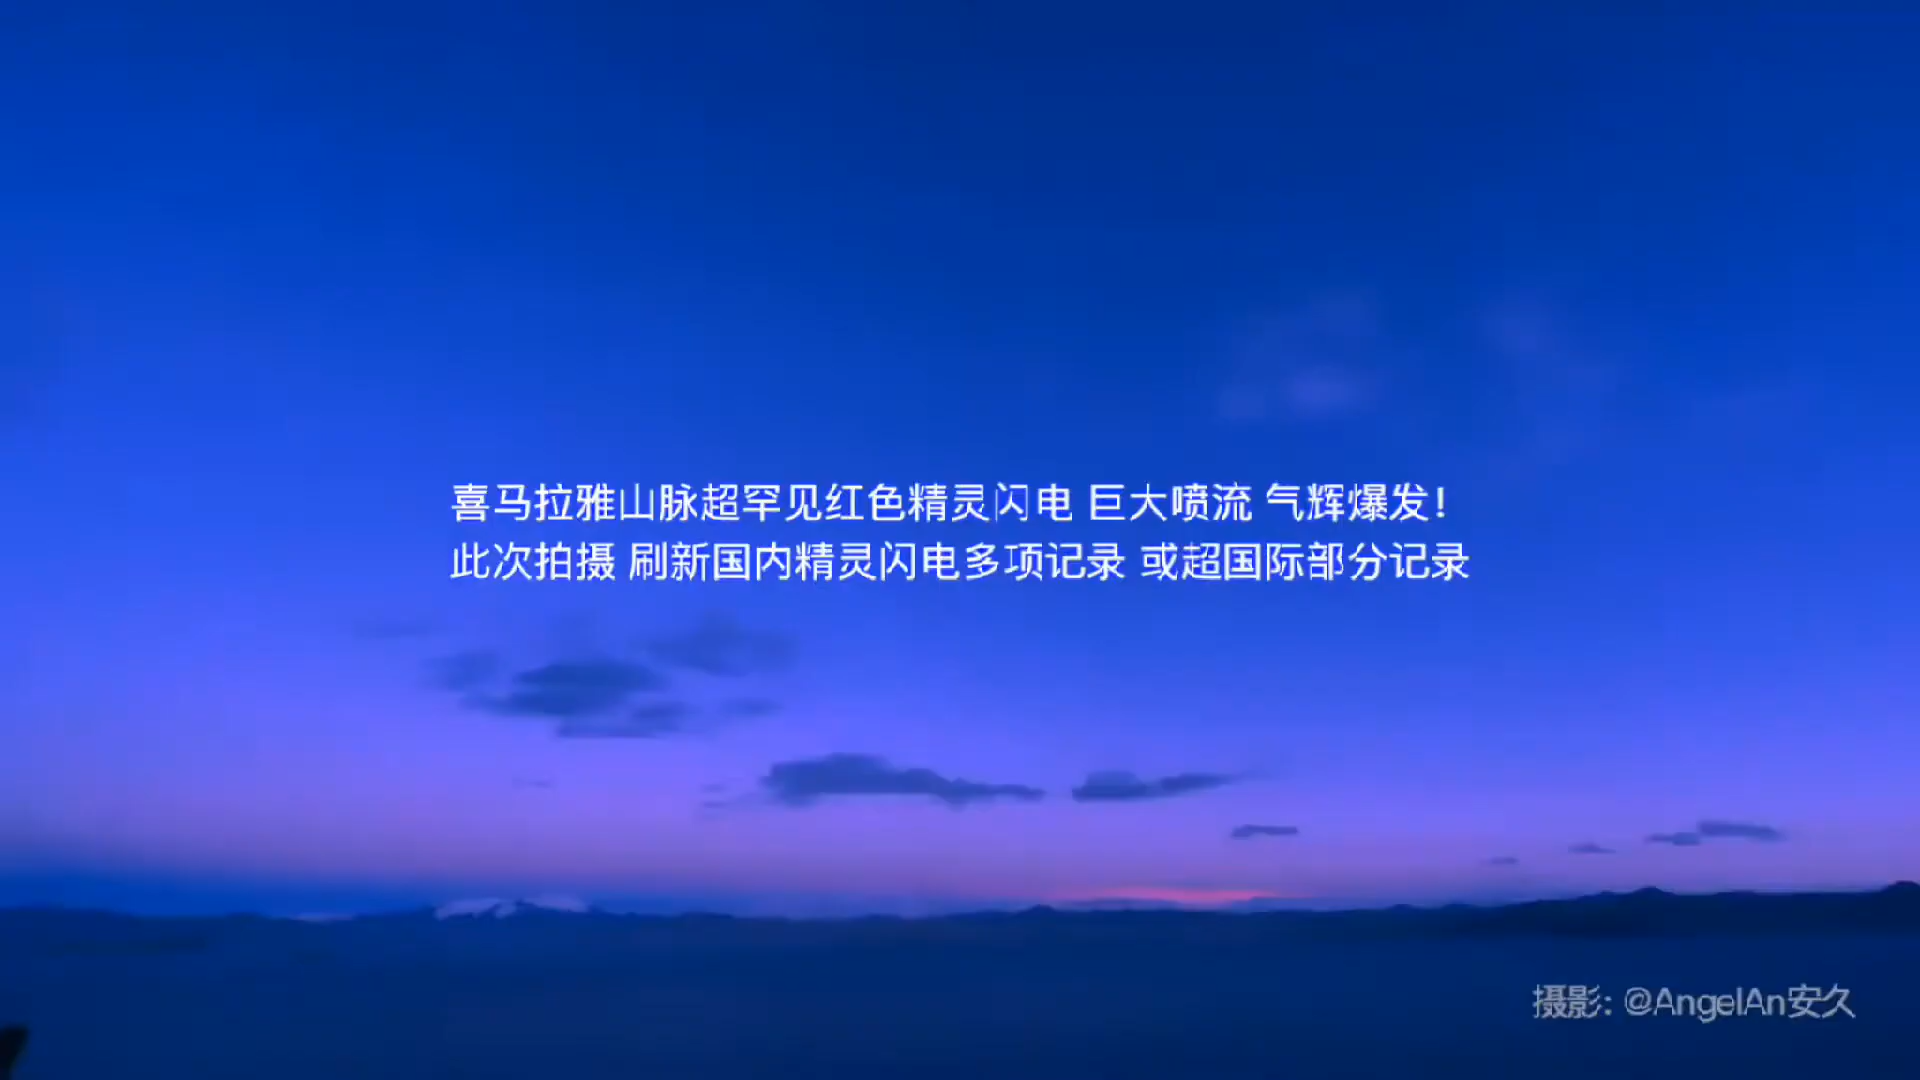 喜马拉雅山脉超罕见红色精灵闪电 巨大喷流 气辉爆发！
此次拍摄 刷新国内精灵闪电多项记录 或超国际部分记录
摄影: @AngelAn安久